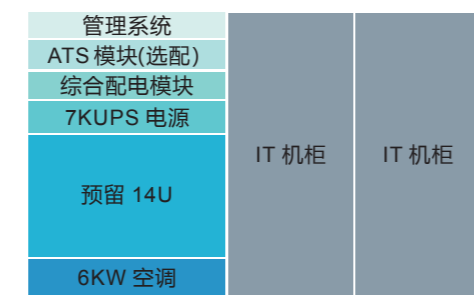 管理系统
ATS 模块(选配)
综合配电模块
7KUPS 电源
预留 14U
6KW 空调
IT 机柜
IT 机柜